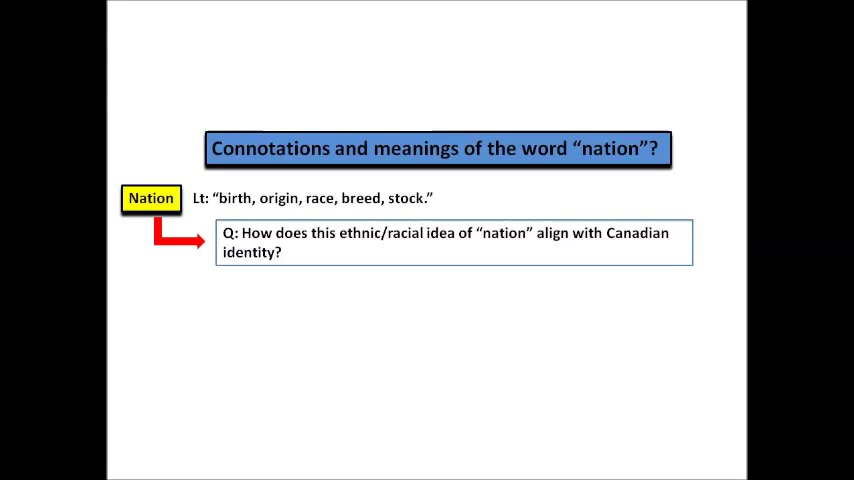 Connotations and meanings of the word “nation”?
Nation Lt: “birth, origin, race, breed, stock.”
Q: How does this ethnic/racial idea of “nation” align with Canadian
identity?